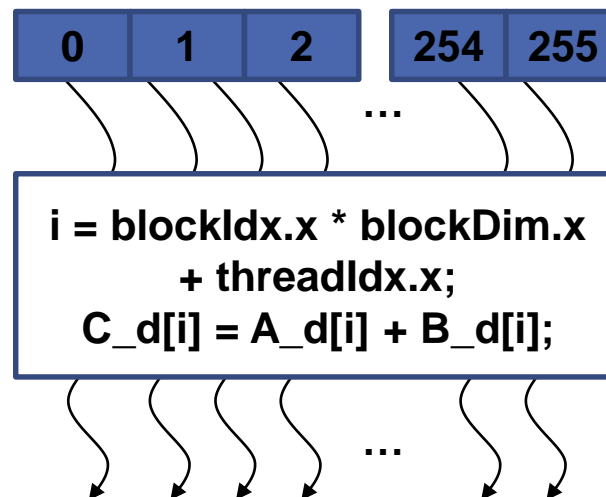 0 1 2 254 255
...
i = blockIdx.x * blockDim.x
+ threadIdx.x;
C_d[i] = A_d[i] + B_d[i];
...